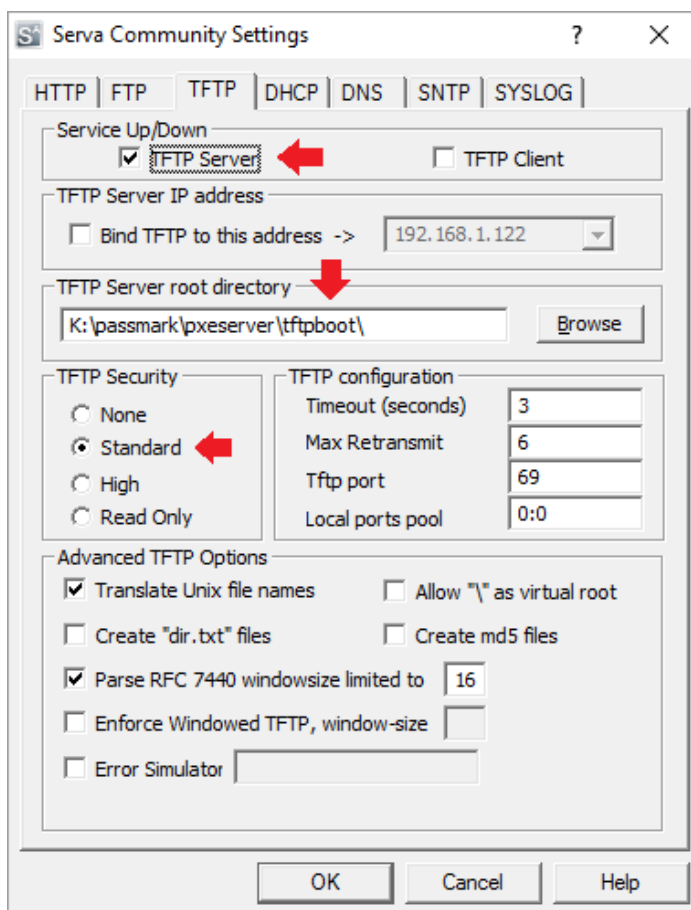 Serva Community Settings
HTTP FTP TFTP DHCP DNS SNTP SYSLOG
Service Up/Down
TFTP Server TFTP Client
TFTP Server IP address
Bind TFTP to this address -> 192.168.1.122
TFTP Server root directory
K:\passmark\pxeserver\tftpboot\ Browse
TFTP Security
None
Standard
High
Read Only
TFTP configuration
Timeout (seconds) 3
Max Retransmit 6
Tftp port 69
Local ports pool 0:0
Advanced TFTP Options
Translate Unix file names Allow "\" as virtual root
Create "dir.txt" files Create md5 files
Parse RFC 7440 windowsize limited to 16
Enforce Windowed TFTP, window-size
Error Simulator
OK Cancel Help